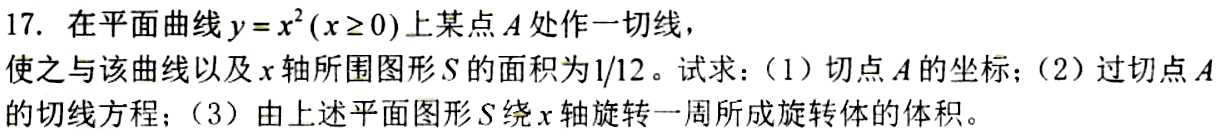 17. 在平面曲线 y = x² (x ≥ 0) 上某点 A 处作一切线，
使之与该曲线以及 x 轴所围图形 S 的面积为 1/12。试求：（1）切点 A 的坐标；（2）过切点 A
的切线方程；（3）由上述平面图形 S 绕 x 轴旋转一周所成旋转体的体积。